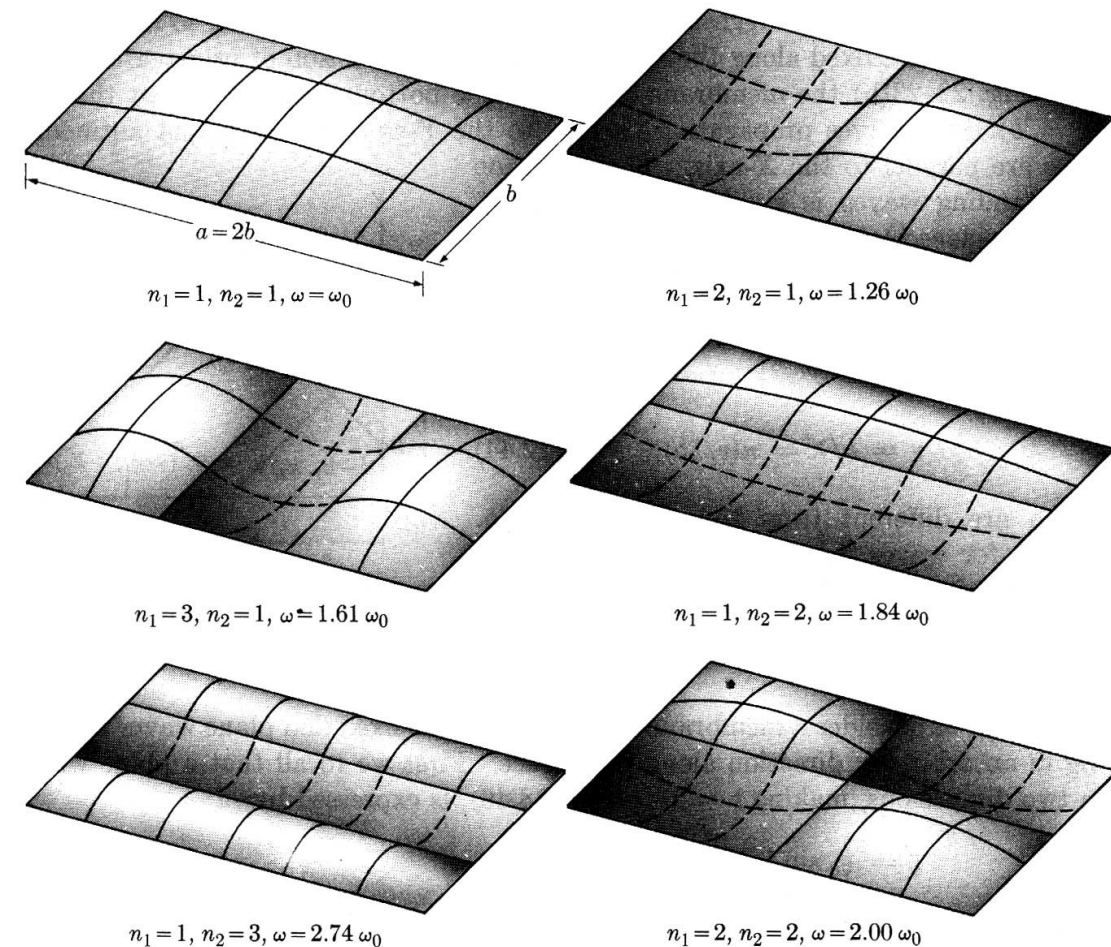 b
a = 2b
n₁ = 1, n₂ = 1, ω = ω₀
n₁ = 2, n₂ = 1, ω = 1.26 ω₀
n₁ = 3, n₂ = 1, ω = 1.61 ω₀
n₁ = 1, n₂ = 2, ω = 1.84 ω₀
n₁ = 1, n₂ = 3, ω = 2.74 ω₀
n₁ = 2, n₂ = 2, ω = 2.00 ω₀